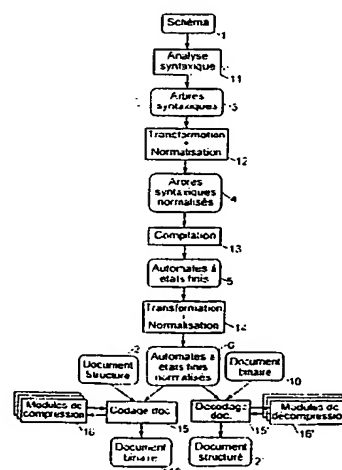 Schéma
1
Analyse
syntaxique
11
Arbres
syntaxiques
3
Transformation
+
Normalisation
12
Arbres
syntaxiques
normalisés
4
Compilation
13
Automates à
états finis
5
Transformation
Normalisation
14
2
Document
Structuré
Automates à
états finis
normalisés
6
Document
binaire
10
Modules de
compression
16
Codage doc
15
Décodage
doc.
15'
Modules de
décompression
16'
Document
binaire
Document
structuré
2